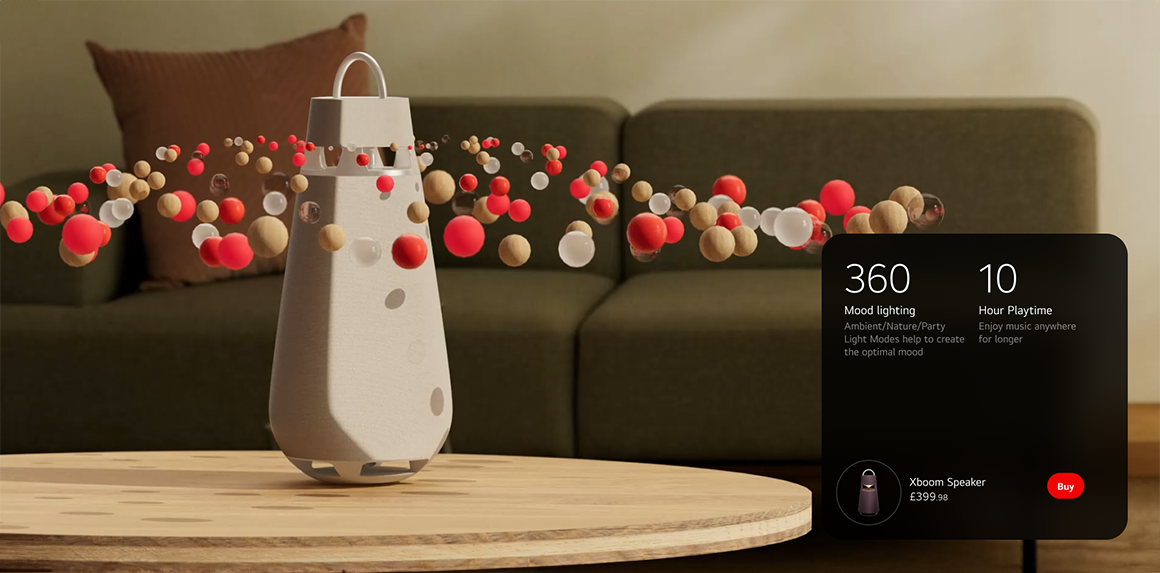 360
Mood lighting
Ambient/Nature/Party
Light Modes help to create
the optimal mood
10
Hour Playtime
Enjoy music anywhere
for longer
Xboom Speaker
£399.98
Buy